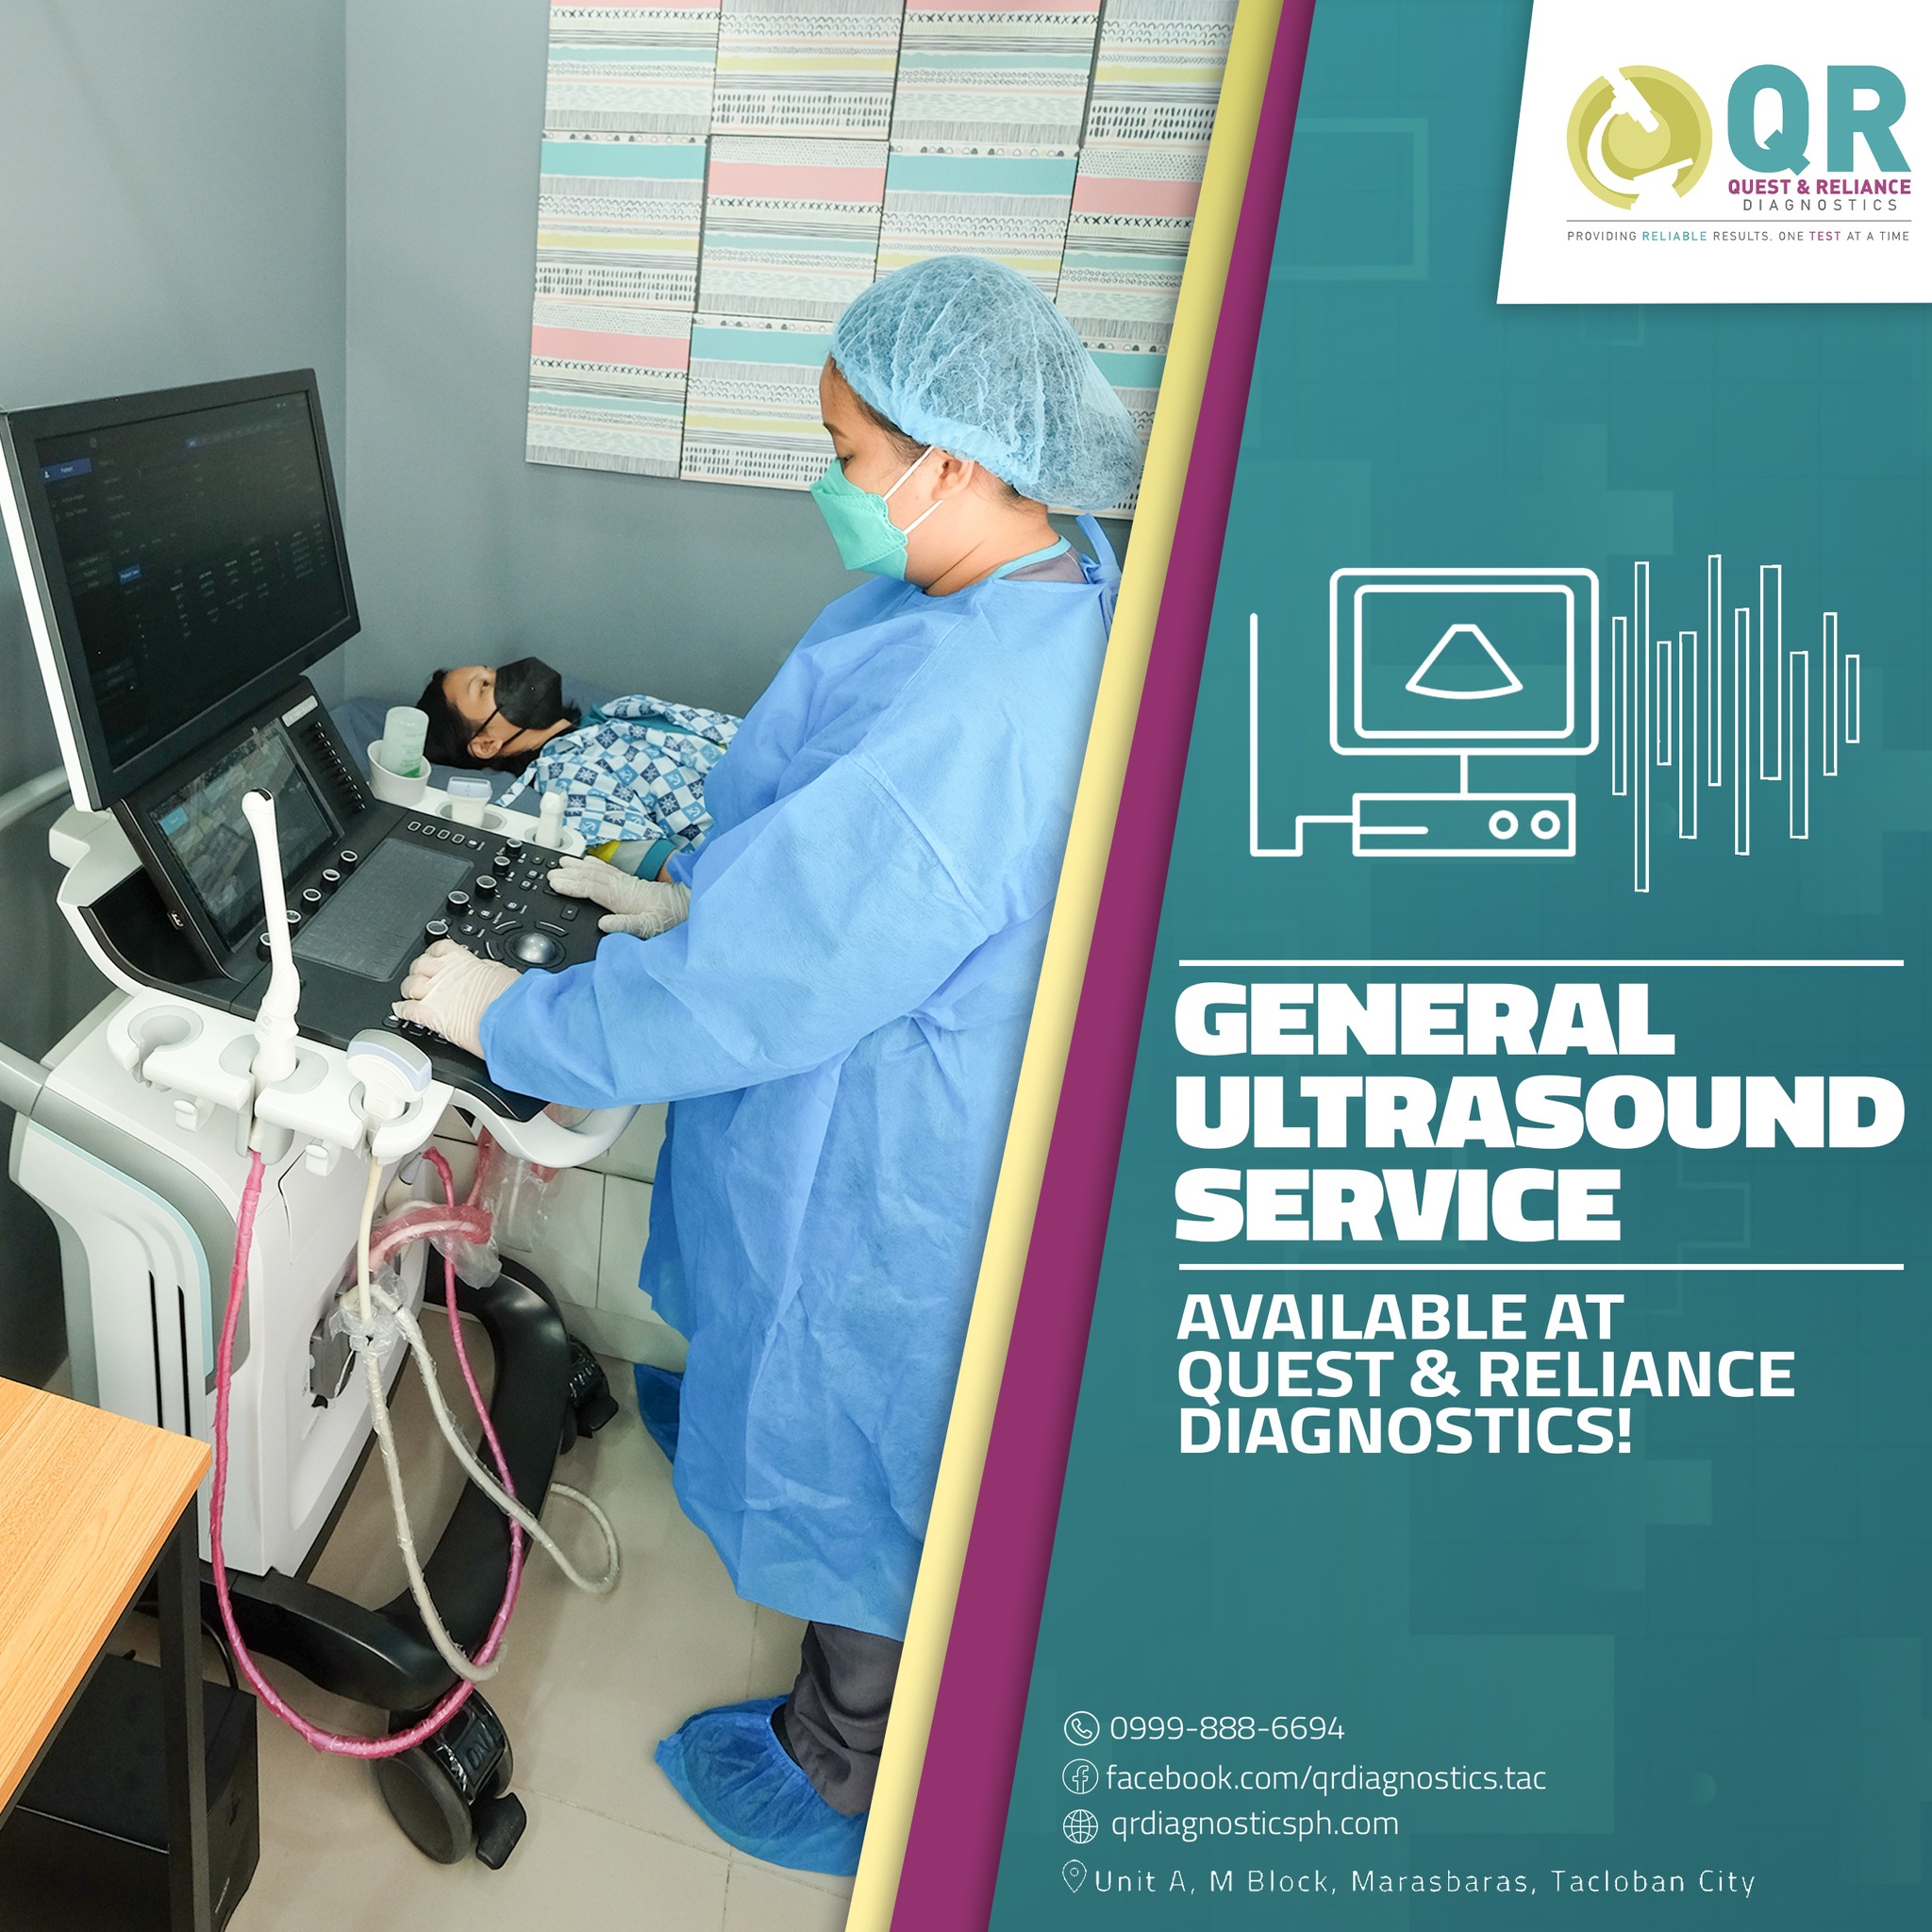 QR
QUEST & RELIANCE
DIAGNOSTICS
PROVIDING RELIABLE RESULTS, ONE TEST AT A TIME
GENERAL
ULTRASOUND
SERVICE
AVAILABLE AT
QUEST & RELIANCE
DIAGNOSTICS!
0999-888-6694
facebook.com/qrdiagnostics.tac
qrdiagnosticsph.com
Unit A, M Block, Marasbaras, Tacloban City